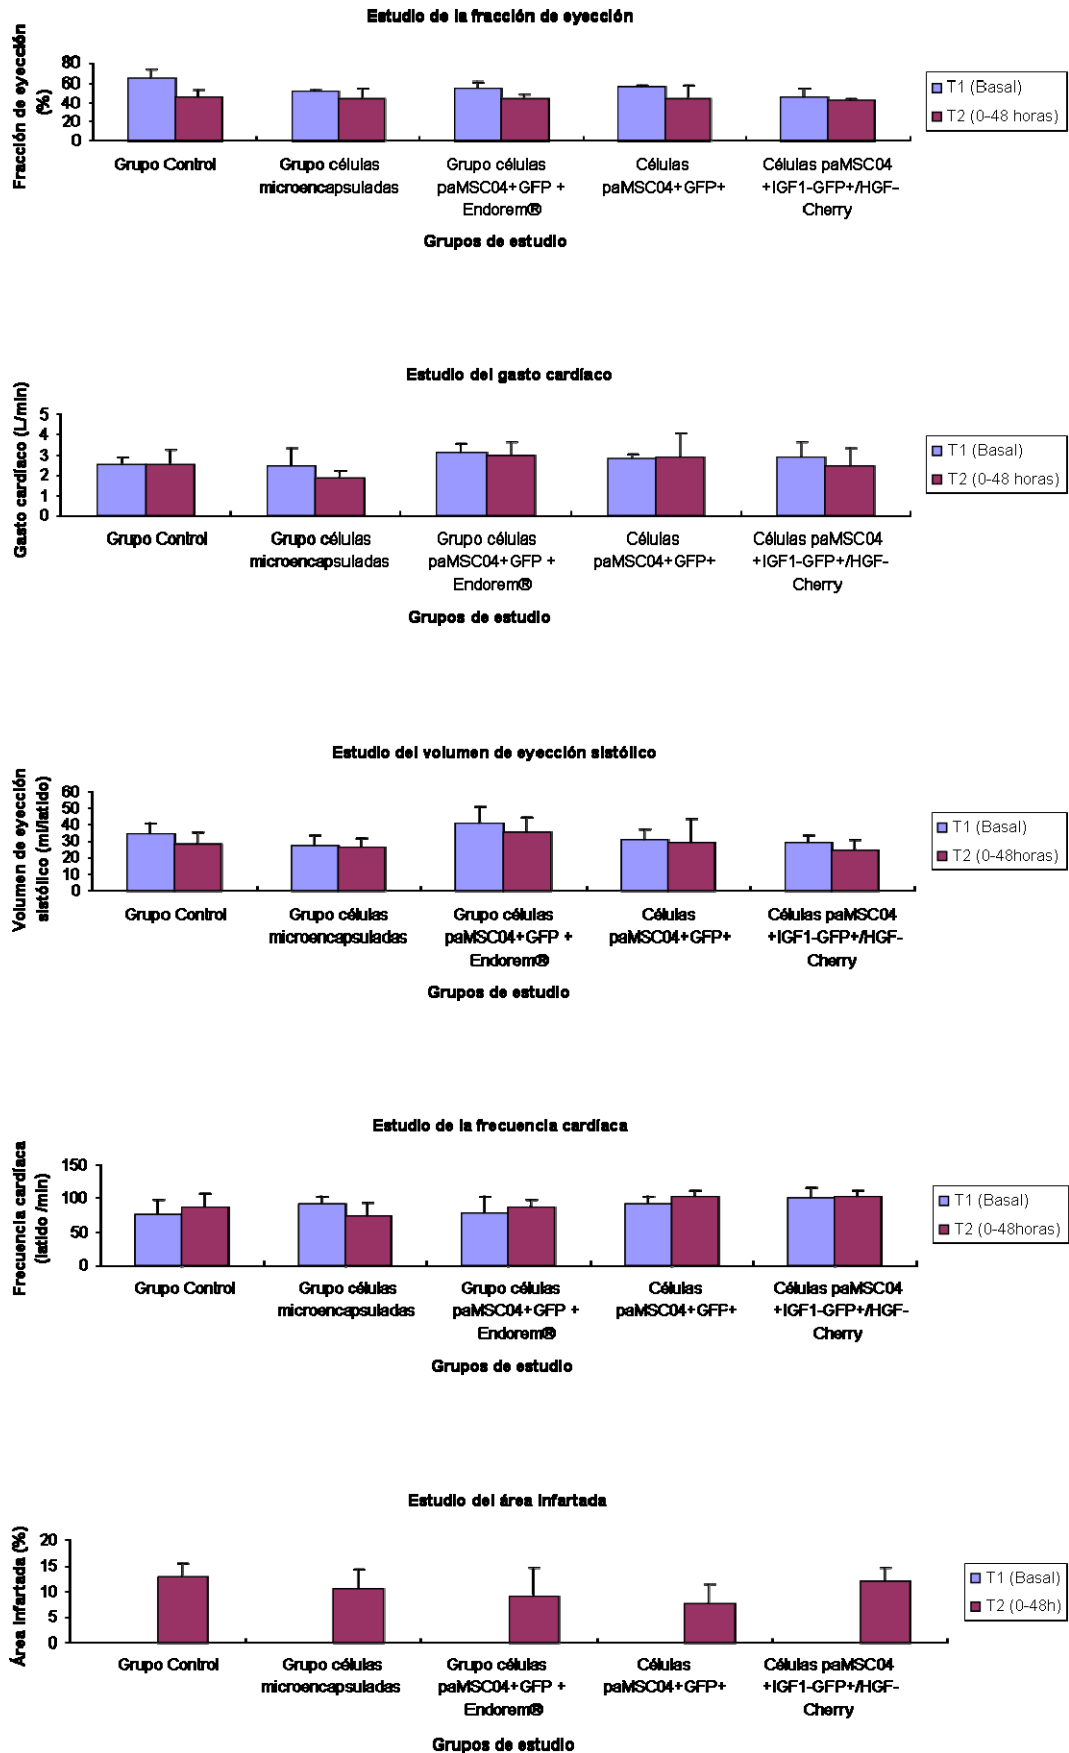 Estudio de la fracción de eyección
Fracción de eyección
(%)
80
60
40
20
0
Grupo Control
Grupo células
microencapsuladas
Grupo células
paMSC04+GFP +
Endorem®
Células
paMSC04+GFP+
Células paMSC04
+IGF1-GFP+/HGF-
Cherry
Grupos de estudio
T1 (Basal)
T2 (0-48 horas)
Estudio del gasto cardíaco
Gasto cardíaco (L/min)
5
4
3
2
1
0
Grupo Control
Grupo células
microencapsuladas
Grupo células
paMSC04+GFP +
Endorem®
Células
paMSC04+GFP+
Células paMSC04
+IGF1-GFP+/HGF-
Cherry
Grupos de estudio
T1 (Basal)
T2 (0-48 horas)
Estudio del volumen de eyección sistólico
Volumen de eyección
sistólico (ml/latido)
60
50
40
30
20
10
0
Grupo Control
Grupo células
microencapsuladas
Grupo células
paMSC04+GFP +
Endorem®
Células
paMSC04+GFP+
Células paMSC04
+IGF1-GFP+/HGF-
Cherry
Grupos de estudio
T1 (Basal)
T2 (0-48horas)
Estudio de la frecuencia cardíaca
Frecuencia cardíaca
(latido /min)
150
100
50
0
Grupo Control
Grupo células
microencapsuladas
Grupo células
paMSC04+GFP +
Endorem®
Células
paMSC04+GFP+
Células paMSC04
+IGF1-GFP+/HGF-
Cherry
Grupos de estudio
T1 (Basal)
T2 (0-48horas)
Estudio del área infartada
Área infartada (%)
20
15
10
5
0
Grupo Control
Grupo células
microencapsuladas
Grupo células
paMSC04+GFP +
Endorem®
Células
paMSC04+GFP+
Células paMSC04
+IGF1-GFP+/HGF-
Cherry
Grupos de estudio
T1 (Basal)
T2 (0-48h)